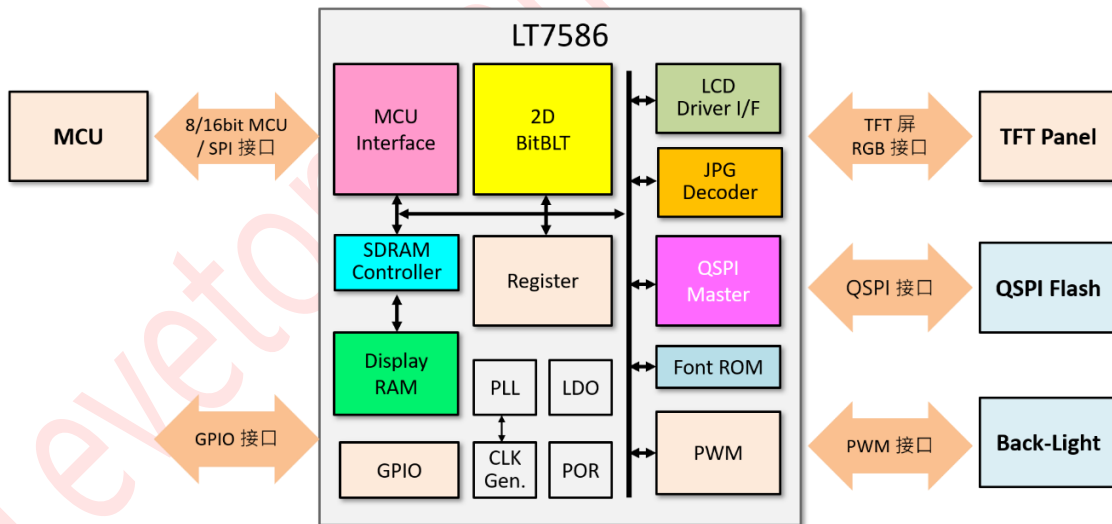 LT7586
MCU
8/16bit MCU
/ SPI 接口
MCU
Interface
2D
BitBLT
LCD
Driver I/F
TFT 屏
RGB 接口
TFT Panel
JPG
Decoder
SDRAM
Controller
Register
QSPI
Master
QSPI 接口
QSPI Flash
Display
RAM
PLL
LDO
Font ROM
GPIO 接口
GPIO
CLK
Gen.
POR
PWM
PWM 接口
Back-Light